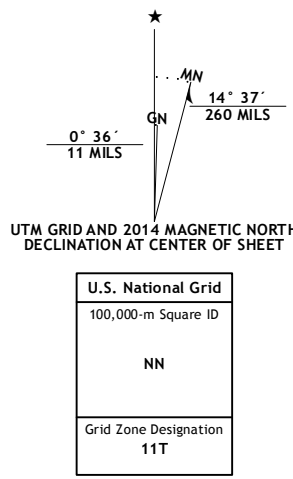 MN
GN
14° 37´
260 MILS
0° 36´
11 MILS
UTM GRID AND 2014 MAGNETIC NORTH
DECLINATION AT CENTER OF SHEET
U.S. National Grid
100,000-m Square ID
NN
Grid Zone Designation
11T